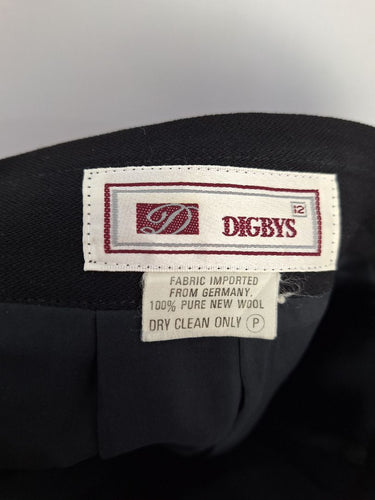 D DIGBYS 12
FABRIC IMPORTED
FROM GERMANY.
100% PURE NEW WOOL
DRY CLEAN ONLY P